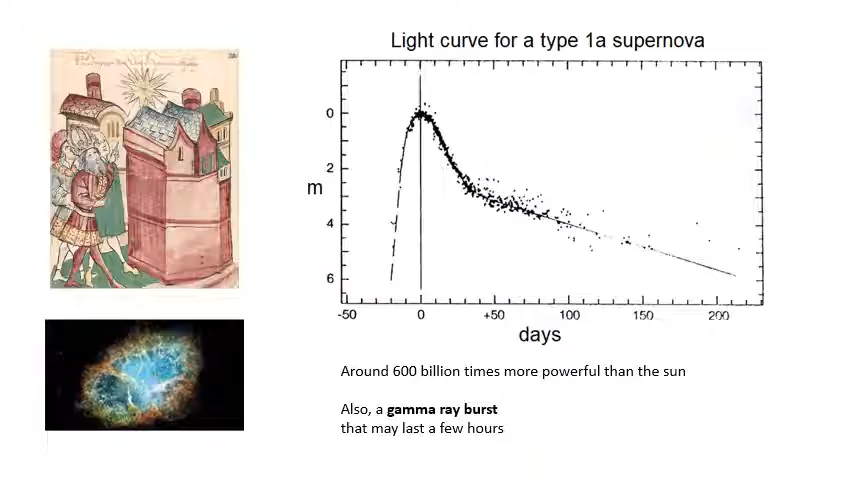 Light curve for a type 1a supernova
0
2
m
4
6
-50 0 +50 100 150 200
days
Around 600 billion times more powerful than the sun
Also, a gamma ray burst
that may last a few hours